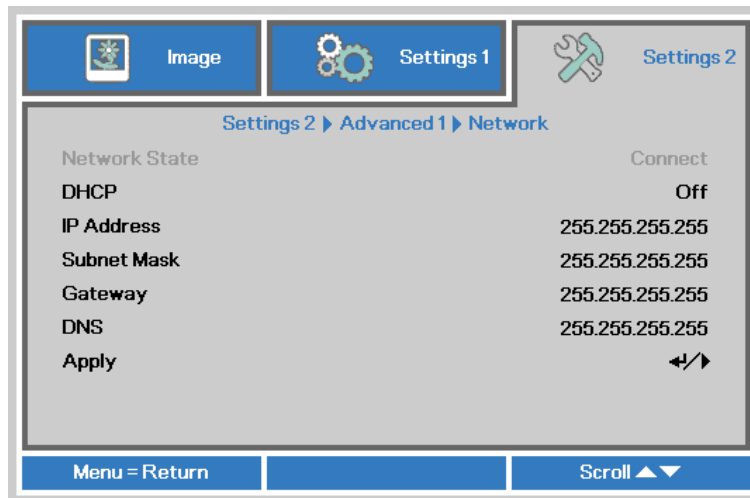 Image
Settings 1
Settings 2
Settings 2 ▶ Advanced 1 ▶ Network
Network State Connect
DHCP Off
IP Address 255.255.255.255
Subnet Mask 255.255.255.255
Gateway 255.255.255.255
DNS 255.255.255.255
Apply ↵/▶
Menu = Return
Scroll ▲▼